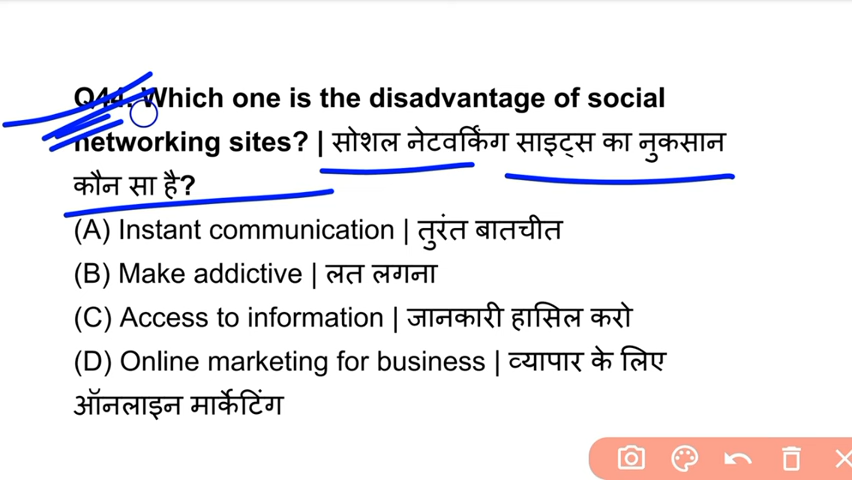 Q44. Which one is the disadvantage of social
networking sites? | सोशल नेटवर्किंग साइट्स का नुकसान
कौन सा है?
(A) Instant communication | तुरंत बातचीत
(B) Make addictive | लत लगना
(C) Access to information | जानकारी हासिल करो
(D) Online marketing for business | व्यापार के लिए
ऑनलाइन मार्केटिंग